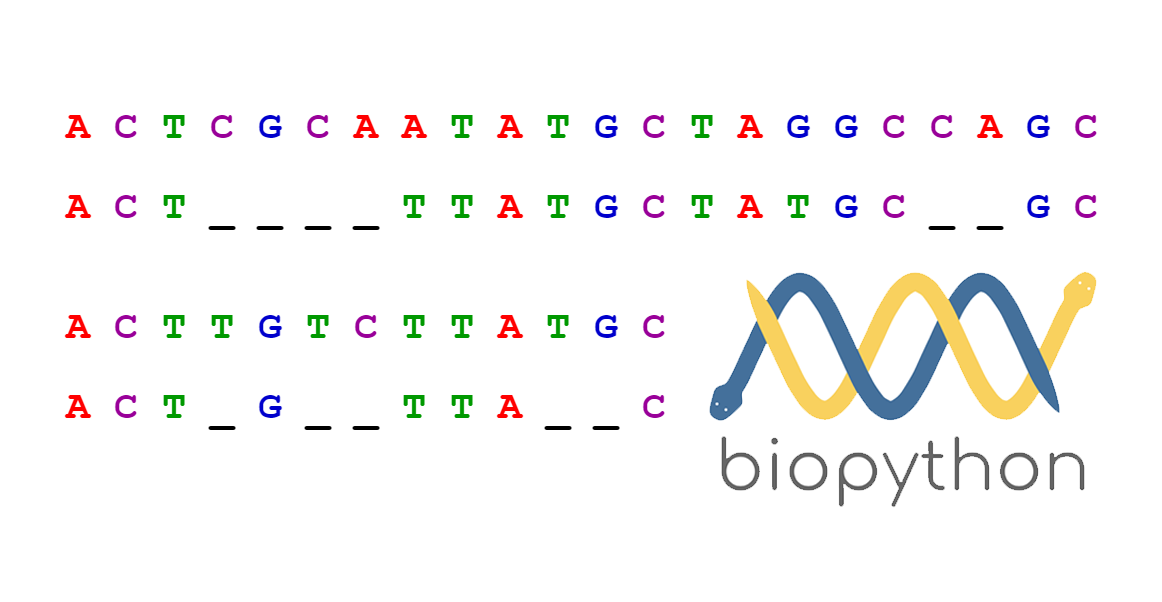 A C T C G C A A T A T G C T A G G C C A G C
A C T _ _ _ _ T T A T G C T A T G C _ _ G C
A C T T G T C T T A T G C
A C T _ G _ _ T T A _ _ C
biopython